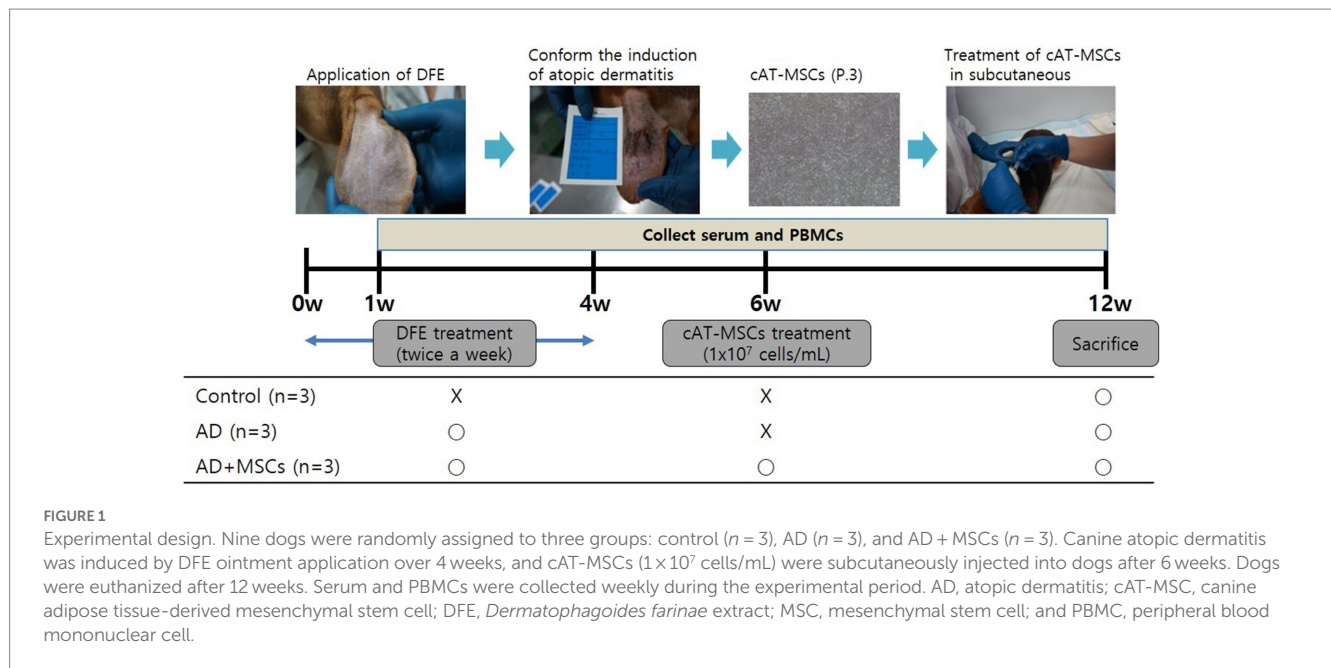 Application of DFE
Conform the induction
of atopic dermatitis
cAT-MSCs (P.3)
Treatment of cAT-MSCs
in subcutaneous
Collect serum and PBMCs
0w 1w 4w 6w 12w
DFE treatment
(twice a week)
cAT-MSCs treatment
(1x10⁷ cells/mL)
Sacrifice
Control (n=3) X X ○
AD (n=3) ○ X ○
AD+MSCs (n=3) ○ ○ ○
FIGURE 1
Experimental design. Nine dogs were randomly assigned to three groups: control (n = 3), AD (n = 3), and AD + MSCs (n = 3). Canine atopic dermatitis
was induced by DFE ointment application over 4 weeks, and cAT-MSCs (1 × 10⁷ cells/mL) were subcutaneously injected into dogs after 6 weeks. Dogs
were euthanized after 12 weeks. Serum and PBMCs were collected weekly during the experimental period. AD, atopic dermatitis; cAT-MSC, canine
adipose tissue-derived mesenchymal stem cell; DFE, Dermatophagoides farinae extract; MSC, mesenchymal stem cell; and PBMC, peripheral blood
mononuclear cell.